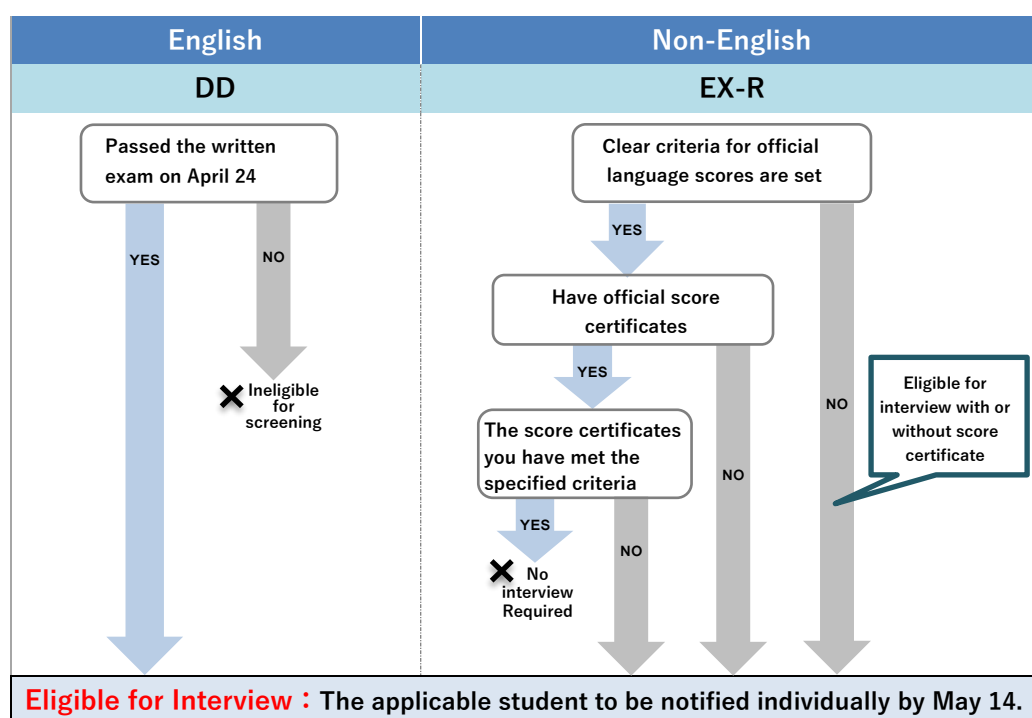 English
Non-English
DD
EX-R
Passed the written
exam on April 24
YES
NO
Ineligible
for
screening
Clear criteria for official
language scores are set
YES
NO
Have official score
certificates
YES
NO
The score certificates
you have met the
specified criteria
YES
NO
No
interview
Required
Eligible for
interview with or
without score
certificate
Eligible for Interview：The applicable student to be notified individually by May 14.